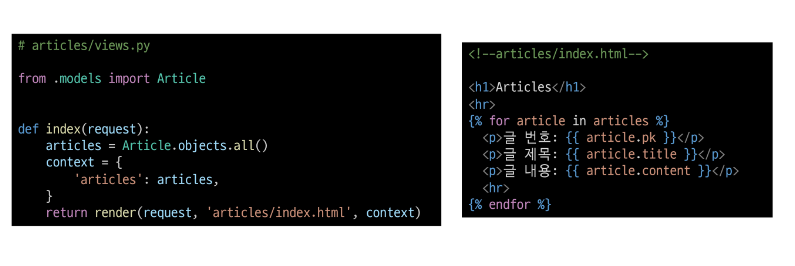 # articles/views.py
from .models import Article
def index(request):
    articles = Article.objects.all()
    context = {
        'articles': articles,
    }
    return render(request, 'articles/index.html', context)
<!--articles/index.html-->
<h1>Articles</h1>
<hr>
{% for article in articles %}
  <p>글 번호: {{ article.pk }}</p>
  <p>글 제목: {{ article.title }}</p>
  <p>글 내용: {{ article.content }}</p>
  <hr>
{% endfor %}